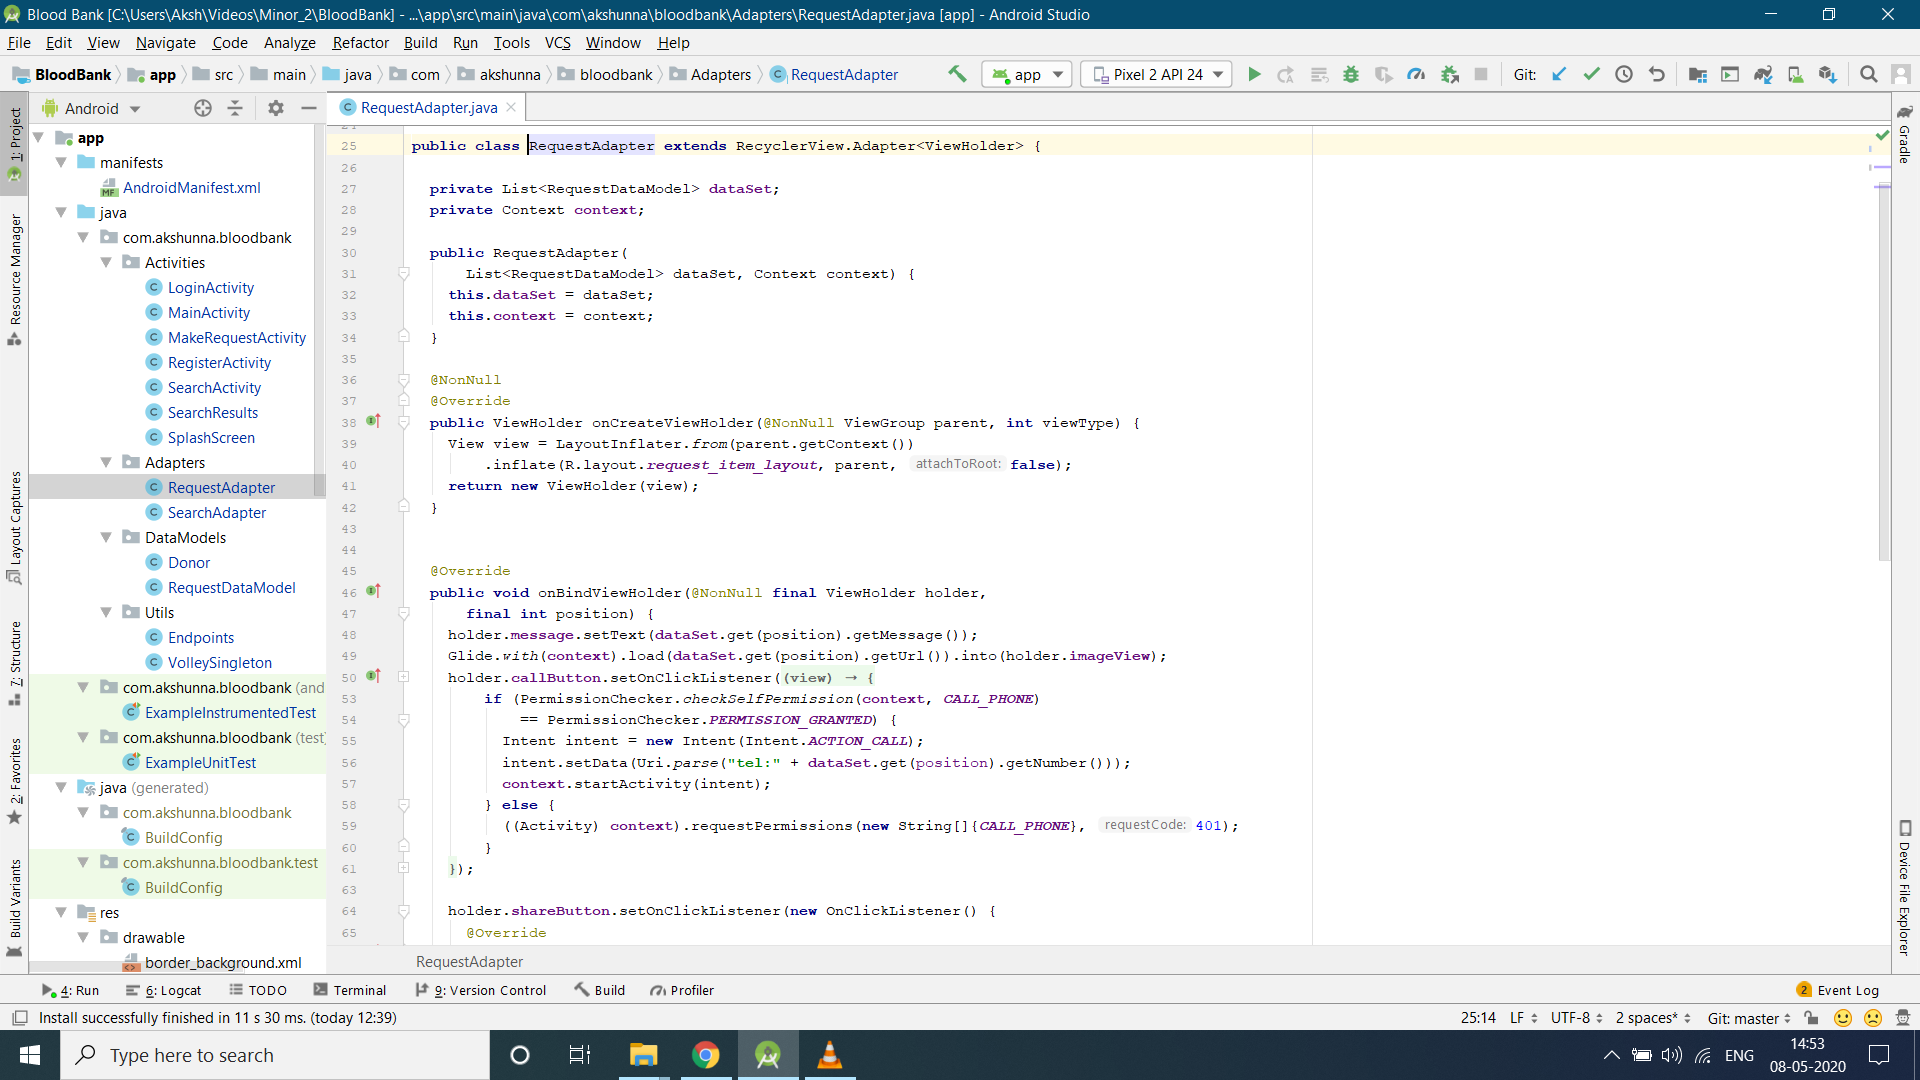 Blood Bank [C:\Users\Aksh\Videos\Minor_2\BloodBank] - ...\app\src\main\java\com\akshunna\bloodbank\Adapters\RequestAdapter.java [app] - Android Studio
File Edit View Navigate Code Analyze Refactor Build Run Tools VCS Window Help
BloodBank app src main java com akshunna bloodbank Adapters RequestAdapter app Pixel 2 API 24 Git:
Android
RequestAdapter.java
1: Project
Resource Manager
Layout Captures
7: Structure
2: Favorites
Build Variants
app
manifests
AndroidManifest.xml
java
com.akshunna.bloodbank
Activities
LoginActivity
MainActivity
MakeRequestActivity
RegisterActivity
SearchActivity
SearchResults
SplashScreen
Adapters
RequestAdapter
SearchAdapter
DataModels
Donor
RequestDataModel
Utils
Endpoints
VolleySingleton
com.akshunna.bloodbank (and
ExampleInstrumentedTest
com.akshunna.bloodbank (test)
ExampleUnitTest
java (generated)
com.akshunna.bloodbank
BuildConfig
com.akshunna.bloodbank.test
BuildConfig
res
drawable
border_background.xml
25 public class RequestAdapter extends RecyclerView.Adapter<ViewHolder> {
26
27 private List<RequestDataModel> dataSet;
28 private Context context;
29
30 public RequestAdapter(
31 List<RequestDataModel> dataSet, Context context) {
32 this.dataSet = dataSet;
33 this.context = context;
34 }
35
36 @NonNull
37 @Override
38 public ViewHolder onCreateViewHolder(@NonNull ViewGroup parent, int viewType) {
39 View view = LayoutInflater.from(parent.getContext())
40 .inflate(R.layout.request_item_layout, parent, attachToRoot: false);
41 return new ViewHolder(view);
42 }
43
44
45 @Override
46 public void onBindViewHolder(@NonNull final ViewHolder holder,
47 final int position) {
48 holder.message.setText(dataSet.get(position).getMessage());
49 Glide.with(context).load(dataSet.get(position).getUrl()).into(holder.imageView);
50 holder.callButton.setOnClickListener((view) → {
53 if (PermissionChecker.checkSelfPermission(context, CALL_PHONE)
54 == PermissionChecker.PERMISSION_GRANTED) {
55 Intent intent = new Intent(Intent.ACTION_CALL);
56 intent.setData(Uri.parse("tel:" + dataSet.get(position).getNumber()));
57 context.startActivity(intent);
58 } else {
59 ((Activity) context).requestPermissions(new String[]{CALL_PHONE}, requestCode: 401);
60 }
61 });
63
64 holder.shareButton.setOnClickListener(new OnClickListener() {
65 @Override
RequestAdapter
Gradle
Device File Explorer
4: Run 6: Logcat TODO Terminal 9: Version Control Build Profiler 2 Event Log
Install successfully finished in 11 s 30 ms. (today 12:39) 25:14 LF UTF-8 2 spaces* Git: master
Type here to search
ENG
14:53
08-05-2020